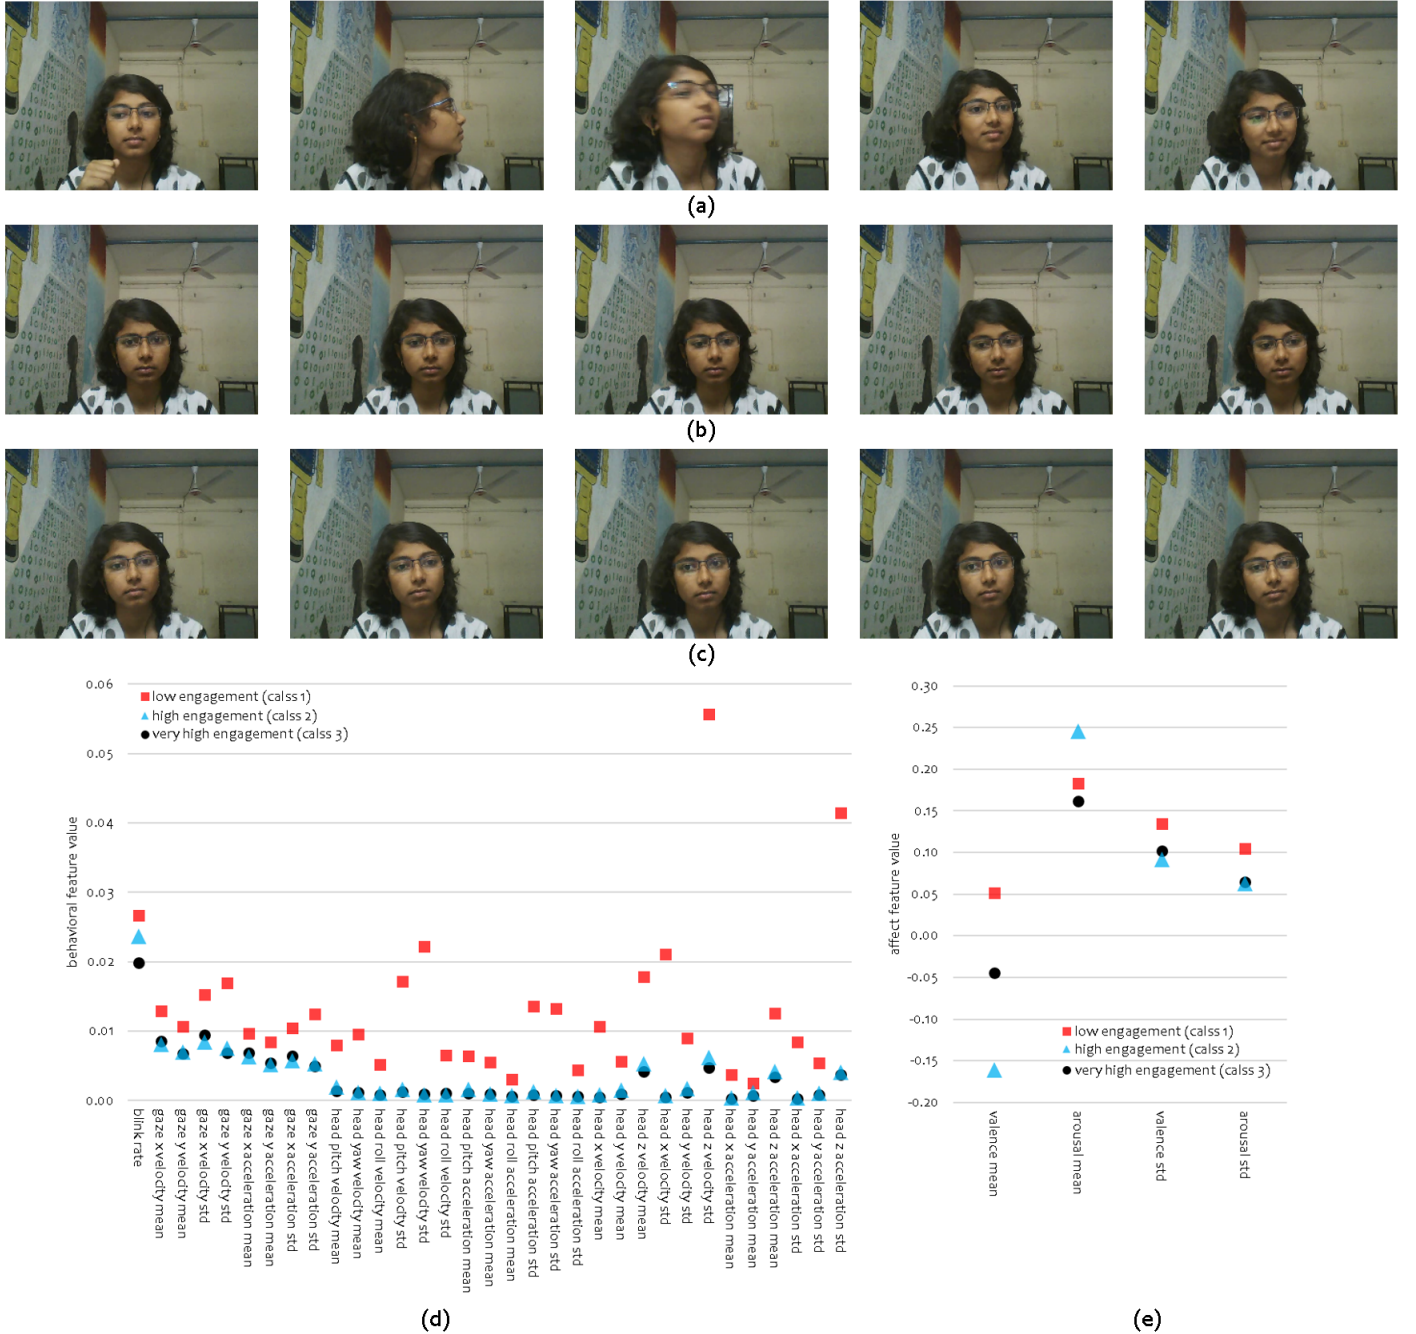 (a)
(b)
(c)
0.06
0.05
0.04
0.03
0.02
0.01
0.00
behavioral feature value
low engagement (calss 1)
high engagement (calss 2)
very high engagement (calss 3)
blink rate
gaze x velocity mean
gaze y velocity mean
gaze x velocity std
gaze y velocity std
gaze x acceleration mean
gaze y acceleration mean
gaze x acceleration std
gaze y acceleration std
head pitch velocity mean
head yaw velocity mean
head roll velocity mean
head pitch velocity std
head yaw velocity std
head roll velocity std
head pitch acceleration mean
head yaw acceleration mean
head roll acceleration mean
head pitch acceleration std
head yaw acceleration std
head roll acceleration std
head x velocity mean
head y velocity mean
head z velocity mean
head x velocity std
head y velocity std
head z velocity std
head x acceleration mean
head y acceleration mean
head z acceleration mean
head x acceleration std
head y acceleration std
head z acceleration std
(d)
0.30
0.25
0.20
0.15
0.10
0.05
0.00
-0.05
-0.10
-0.15
-0.20
affect feature value
low engagement (calss 1)
high engagement (calss 2)
very high engagement (calss 3)
valence mean
arousal mean
valence std
arousal std
(e)